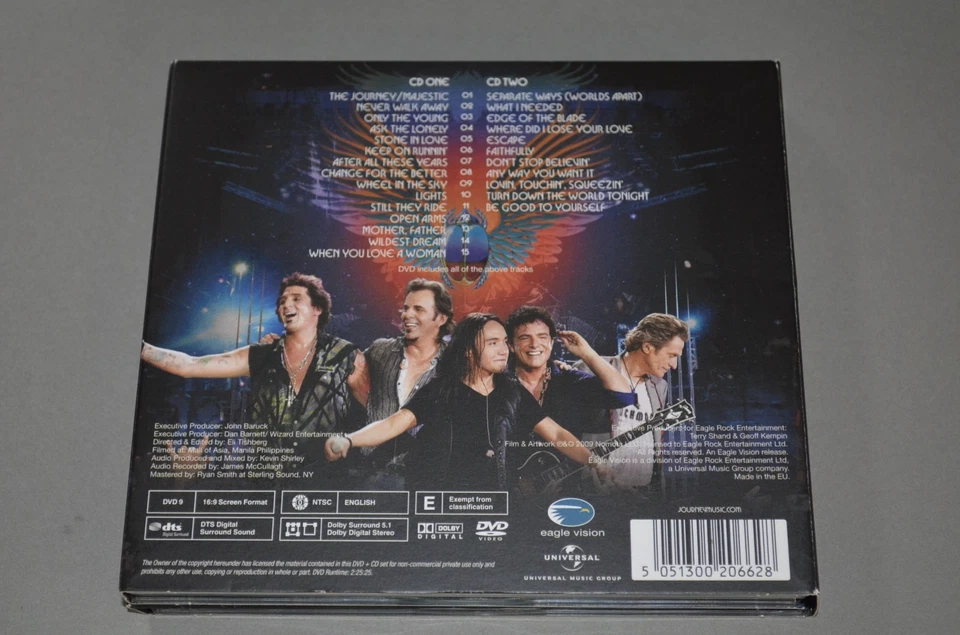 CD ONE
THE JOURNEY/MAJESTIC 01
NEVER WALK AWAY 02
ONLY THE YOUNG 03
ASK THE LONELY 04
STONE IN LOVE 05
KEEP ON RUNNIN' 06
AFTER ALL THESE YEARS 07
CHANGE FOR THE BETTER 08
WHEEL IN THE SKY 09
LIGHTS 10
STILL THEY RIDE 11
OPEN ARMS 12
MOTHER, FATHER 13
WILDEST DREAM 14
WHEN YOU LOVE A WOMAN 15
CD TWO
SEPARATE WAYS (WORLDS APART)
WHAT I NEEDED
EDGE OF THE BLADE
WHERE DID I LOSE YOUR LOVE
ESCAPE
FAITHFULLY
DON'T STOP BELIEVIN'
ANY WAY YOU WANT IT
LOVIN, TOUCHIN', SQUEEZIN'
TURN DOWN THE WORLD TONIGHT
BE GOOD TO YOURSELF
DVD includes all of the above tracks
Executive Producer: John Baruck
Executive Producer: Dan Barnett/ Wizard Entertainment
Directed & Edited by: Eli Tishberg
Filmed at: Mall of Asia, Manila Philippines
Audio Produced and Mixed by: Kevin Shirley
Audio Recorded by: James McCullagh
Mastered by: Ryan Smith at Sterling Sound, NY
Executive Producers for Eagle Rock Entertainment:
Terry Shand & Geoff Kempin
Film & Artwork ℗&© 2009 licensed to Eagle Rock Entertainment Ltd.
All Rights reserved. An Eagle Vision release.
Eagle Vision is a division of Eagle Rock Entertainment Ltd,
a Universal Music Group company.
Made in the EU.
DVD 9
16:9 Screen Format
NTSC
ENGLISH
E
Exempt from
classification
dts
Digital Surround
DTS Digital
Surround Sound
Dolby Surround 5.1
Dolby Digital Stereo
DOLBY
DIGITAL
DVD
VIDEO
eagle vision
UNIVERSAL
UNIVERSAL MUSIC GROUP
JOURNEYMUSIC.COM
5 051300 206628
The Owner of the copyright hereunder has licensed the material contained in this DVD + CD set for non-commercial private use only and
prohibits any other use, copying or reproduction in whole or part. DVD Runtime: 2:25:25.